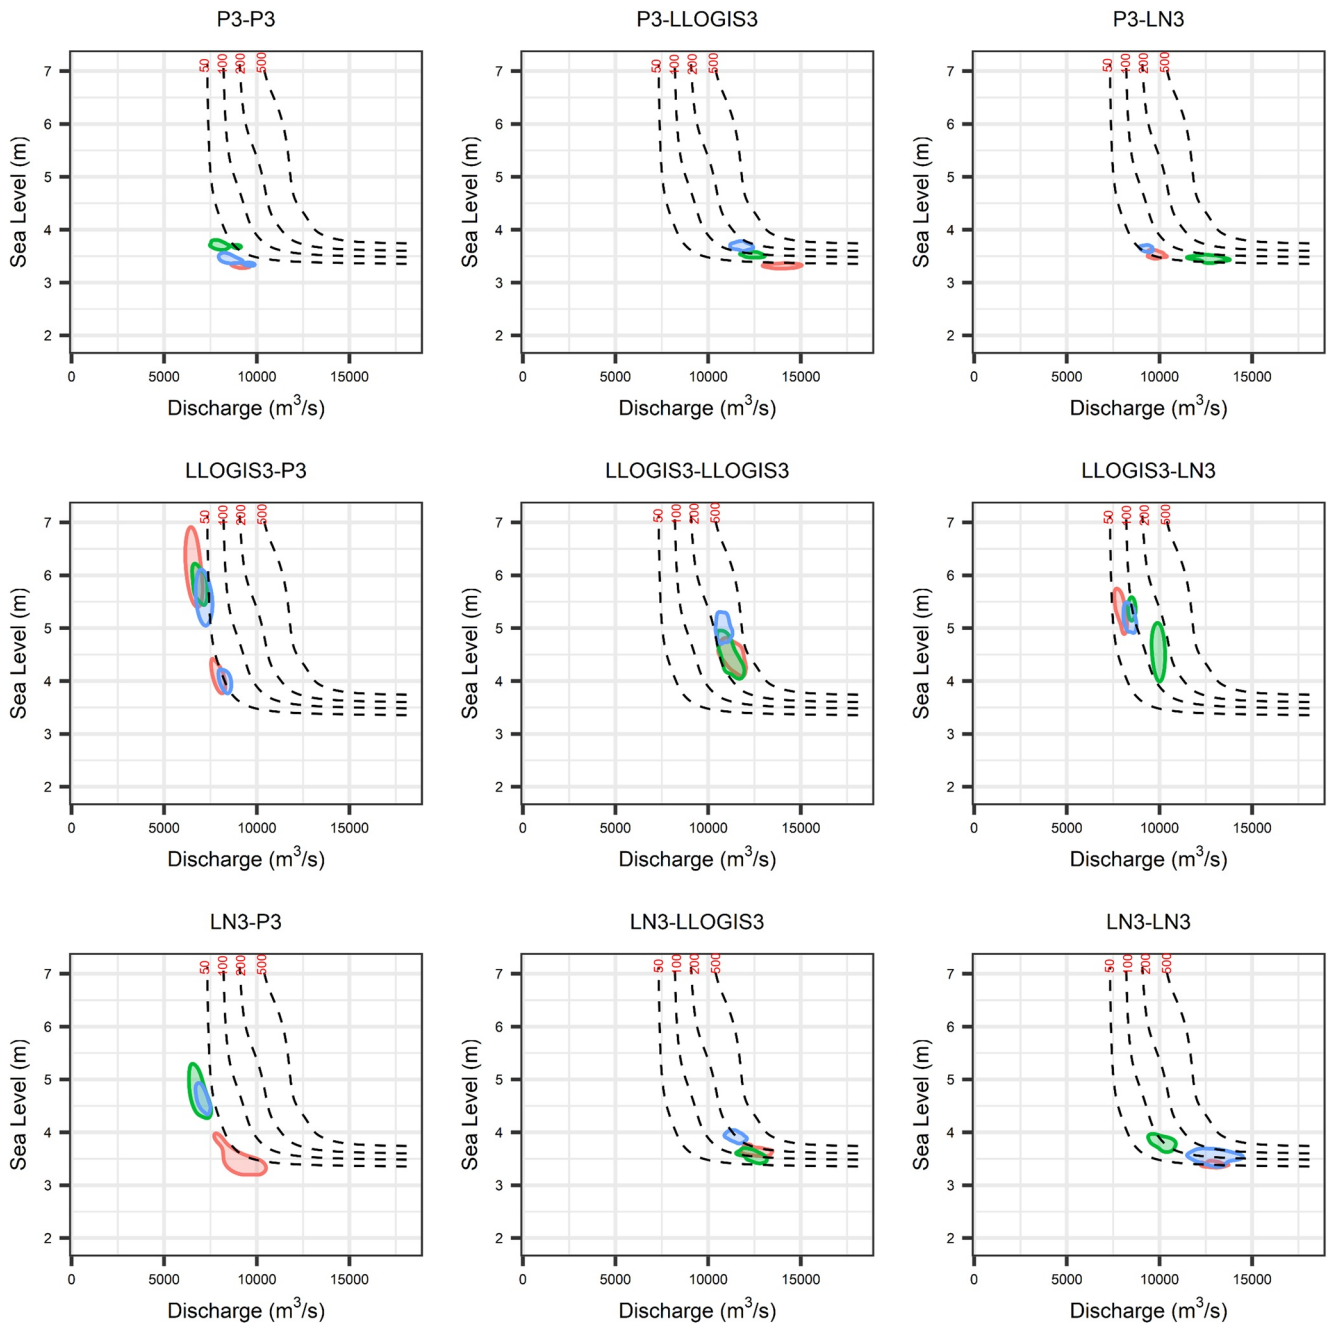 P3-P3 P3-LLOGIS3 P3-LN3
50 100 200 500 50 100 200 500 50 100 200 500
7 7 7
6 6 6
5 5 5
4 4 4
3 3 3
2 2 2
Sea Level (m) Sea Level (m) Sea Level (m)
0 5000 10000 15000 0 5000 10000 15000 0 5000 10000 15000
Discharge (m³/s) Discharge (m³/s) Discharge (m³/s)
LLOGIS3-P3 LLOGIS3-LLOGIS3 LLOGIS3-LN3
50 100 200 500 50 100 200 500 50 100 200 500
7 7 7
6 6 6
5 5 5
4 4 4
3 3 3
2 2 2
Sea Level (m) Sea Level (m) Sea Level (m)
0 5000 10000 15000 0 5000 10000 15000 0 5000 10000 15000
Discharge (m³/s) Discharge (m³/s) Discharge (m³/s)
LN3-P3 LN3-LLOGIS3 LN3-LN3
50 100 200 500 50 100 200 500 50 100 200 500
7 7 7
6 6 6
5 5 5
4 4 4
3 3 3
2 2 2
Sea Level (m) Sea Level (m) Sea Level (m)
0 5000 10000 15000 0 5000 10000 15000 0 5000 10000 15000
Discharge (m³/s) Discharge (m³/s) Discharge (m³/s)